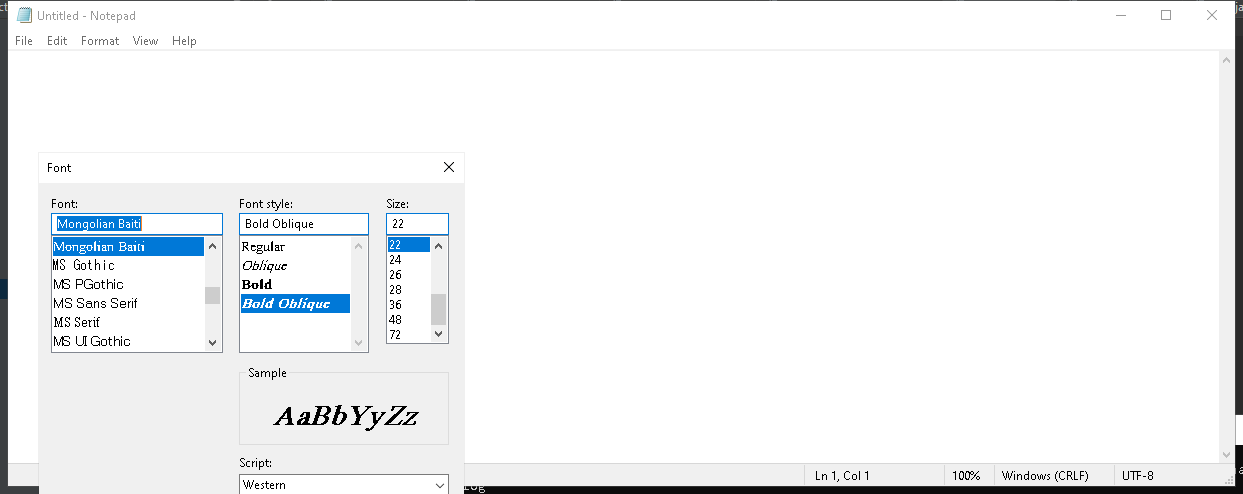 Untitled - Notepad
File Edit Format View Help
Font
Font: Font style: Size:
Mongolian Baiti Bold Oblique 22
Mongolian Baiti Regular 22
MS Gothic Oblique 24
MS PGothic Bold 26
MS Sans Serif Bold Oblique 28
MS Serif 36
MS UI Gothic 48
72
Sample
AaBbYyZz
Script:
Western
Ln 1, Col 1 100% Windows (CRLF) UTF-8